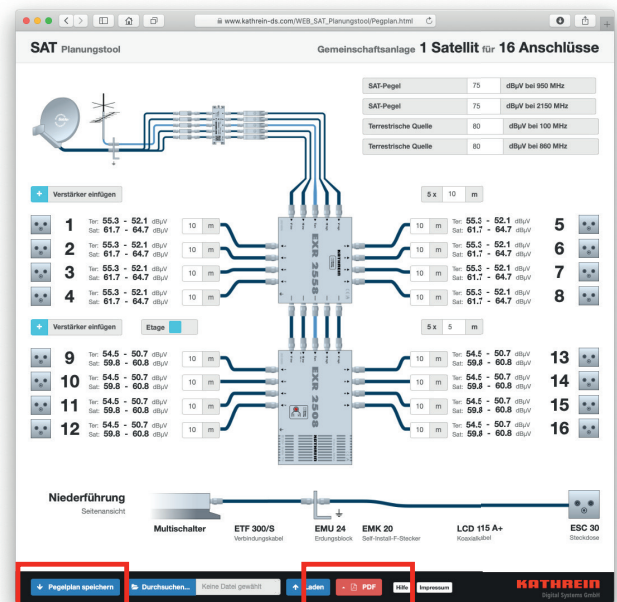 www.kathrein-ds.com/WEB_SAT_Planungstool/Pegplan.html
SAT Planungstool
Gemeinschaftsanlage 1 Satellit für 16 Anschlüsse
SAT-Pegel 75 dBµV bei 950 MHz
SAT-Pegel 75 dBµV bei 2150 MHz
Terrestrische Quelle 80 dBµV bei 100 MHz
Terrestrische Quelle 80 dBµV bei 860 MHz
+ Verstärker einfügen
5 x 10 m
1 Ter: 55.3 - 52.1 dBµV
Sat: 61.7 - 64.7 dBµV
10 m
2 Ter: 55.3 - 52.1 dBµV
Sat: 61.7 - 64.7 dBµV
10 m
3 Ter: 55.3 - 52.1 dBµV
Sat: 61.7 - 64.7 dBµV
10 m
4 Ter: 55.3 - 52.1 dBµV
Sat: 61.7 - 64.7 dBµV
10 m
EXR 2558
KATHREIN
10 m
Ter: 55.3 - 52.1 dBµV 5
Sat: 61.7 - 64.7 dBµV
10 m
Ter: 55.3 - 52.1 dBµV 6
Sat: 61.7 - 64.7 dBµV
10 m
Ter: 55.3 - 52.1 dBµV 7
Sat: 61.7 - 64.7 dBµV
10 m
Ter: 55.3 - 52.1 dBµV 8
Sat: 61.7 - 64.7 dBµV
+ Verstärker einfügen
Etage
5 x 5 m
9 Ter: 54.5 - 50.7 dBµV
Sat: 59.8 - 60.8 dBµV
10 m
10 Ter: 54.5 - 50.7 dBµV
Sat: 59.8 - 60.8 dBµV
10 m
11 Ter: 54.5 - 50.7 dBµV
Sat: 59.8 - 60.8 dBµV
10 m
12 Ter: 54.5 - 50.7 dBµV
Sat: 59.8 - 60.8 dBµV
10 m
EXR 2508
KATHREIN
10 m
Ter: 54.5 - 50.7 dBµV 13
Sat: 59.8 - 60.8 dBµV
10 m
Ter: 54.5 - 50.7 dBµV 14
Sat: 59.8 - 60.8 dBµV
10 m
Ter: 54.5 - 50.7 dBµV 15
Sat: 59.8 - 60.8 dBµV
10 m
Ter: 54.5 - 50.7 dBµV 16
Sat: 59.8 - 60.8 dBµV
Niederführung
Seitenansicht
Multischalter
ETF 300/S
Verbindungskabel
EMU 24
Erdungsblock
EMK 20
Self-Install-F-Stecker
LCD 115 A+
Koaxialkabel
ESC 30
Steckdose
Pegelplan speichern
Durchsuchen...
Keine Datei gewählt
Laden
PDF
Hilfe
Impressum
KATHREIN
Digital Systems GmbH